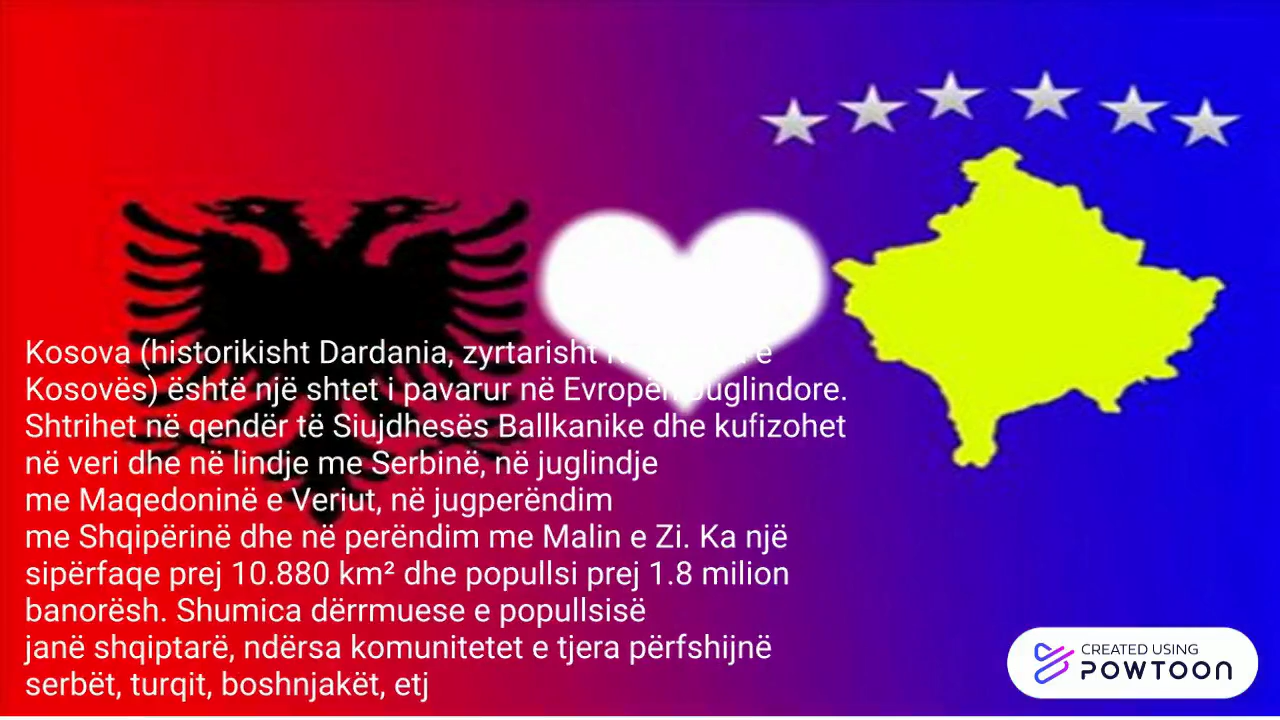 Kosova (historikisht Dardania, zyrtarisht e
Kosovës) është një shtet i pavarur në Evropën Juglindore.
Shtrihet në qendër të Siujdhesës Ballkanike dhe kufizohet
në veri dhe në lindje me Serbinë, në juglindje
me Maqedoninë e Veriut, në jugperëndim
me Shqipërinë dhe në perëndim me Malin e Zi. Ka një
sipërfaqe prej 10.880 km² dhe popullsi prej 1.8 milion
banorësh. Shumica dërrmuese e popullsisë
janë shqiptarë, ndërsa komunitetet e tjera përfshijnë
serbët, turqit, boshnjakët, etj
CREATED USING
POWTOON